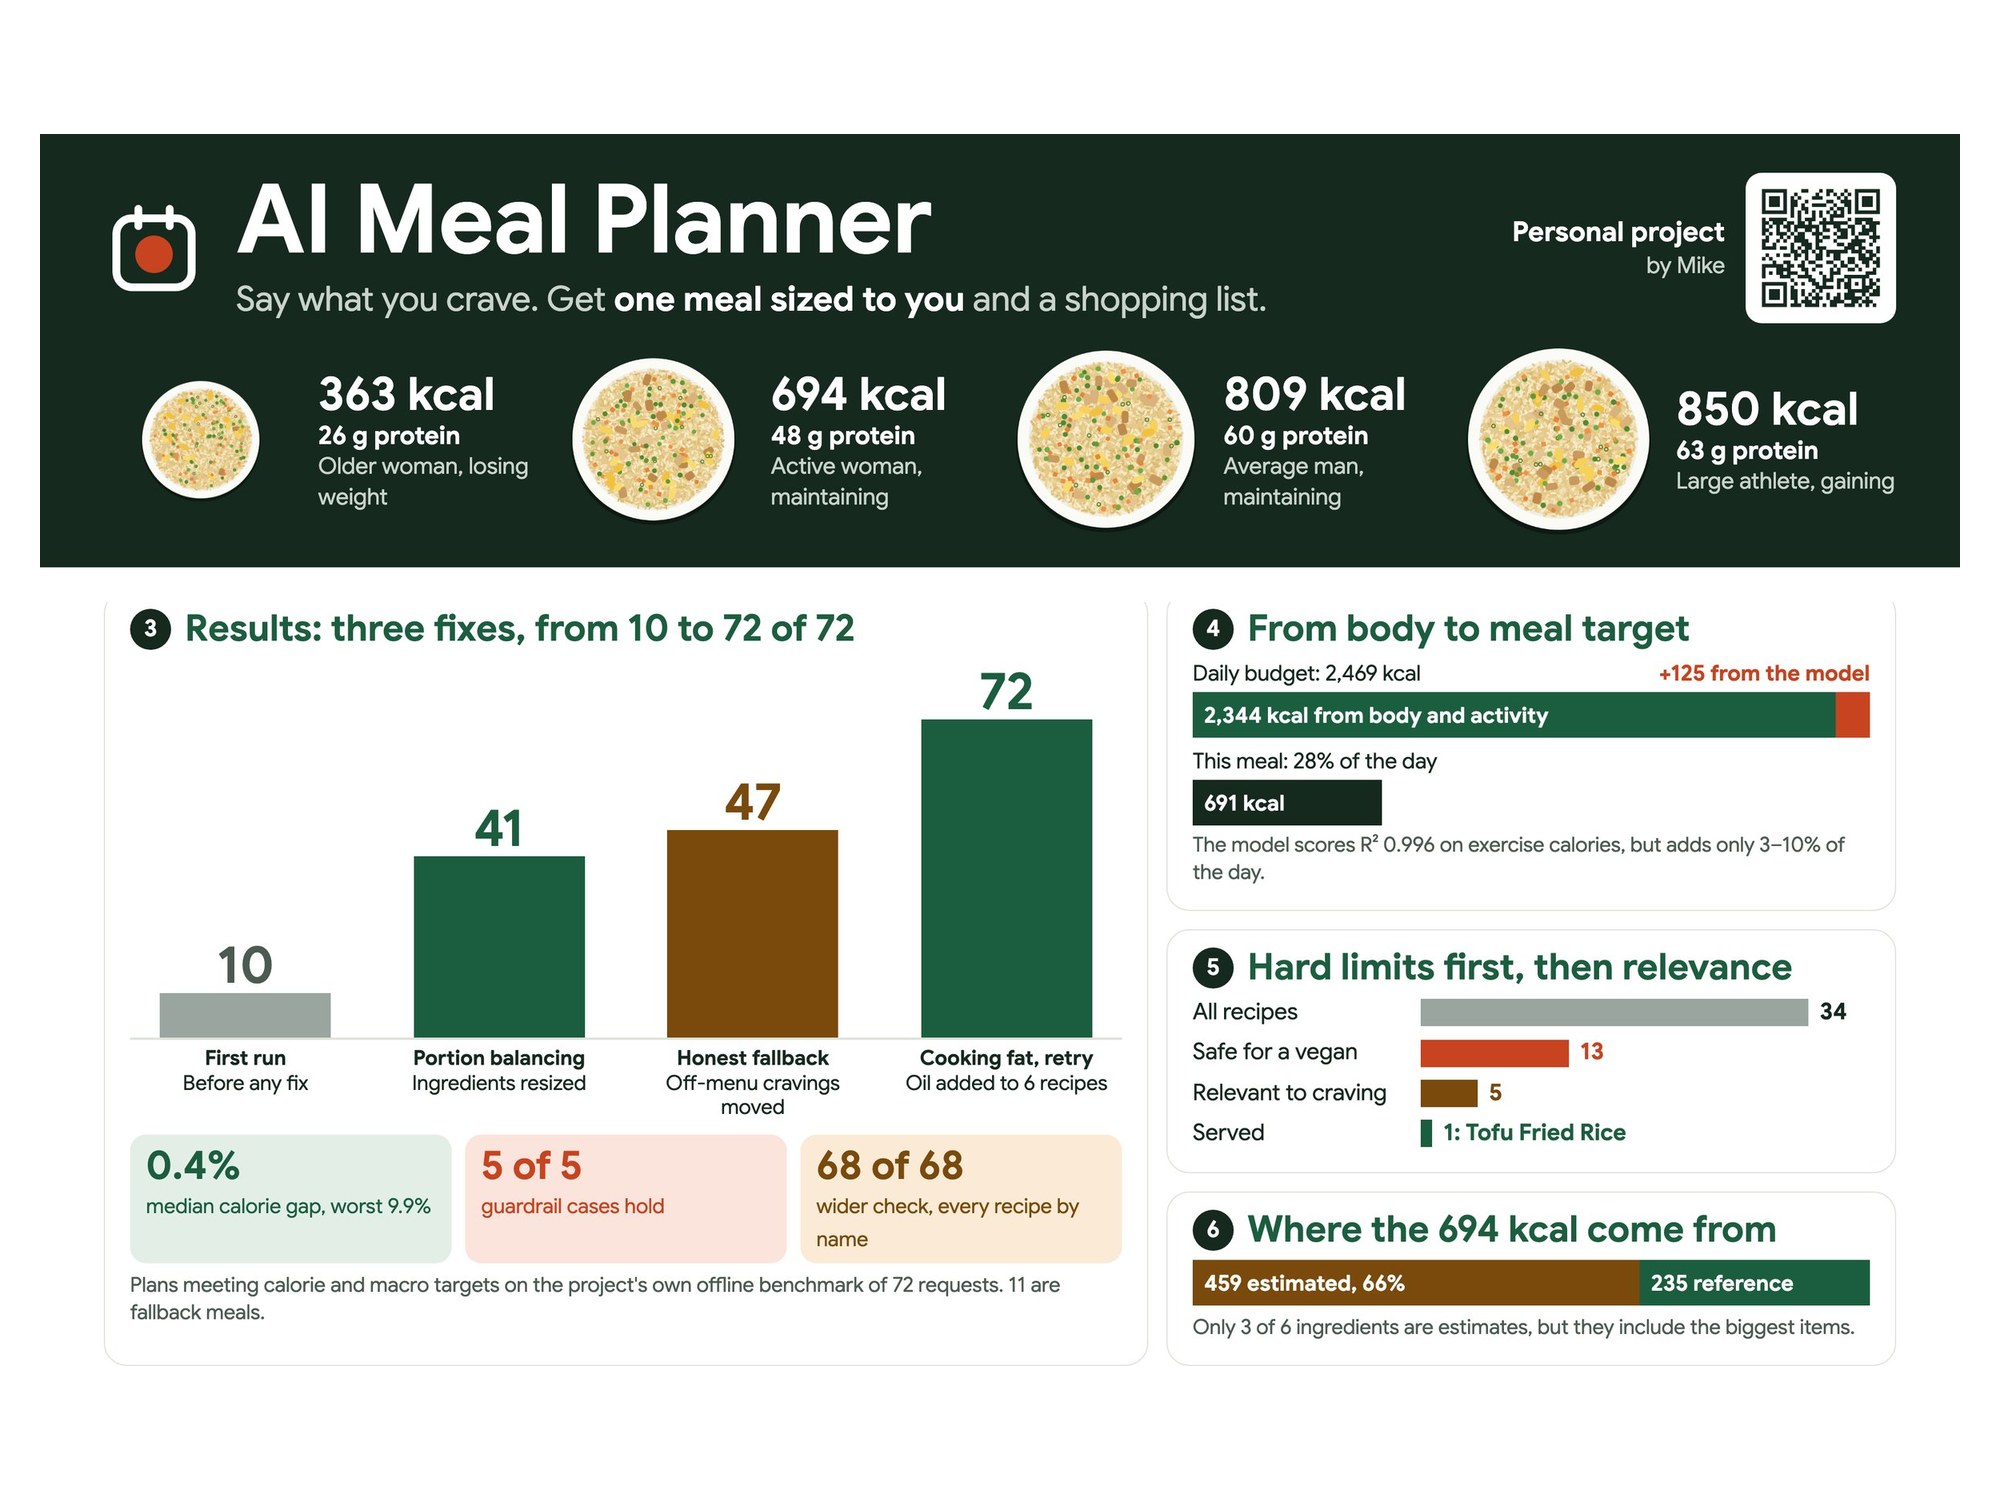 AI Meal Planner
Say what you crave. Get one meal sized to you and a shopping list.
Personal project
by Mike
363 kcal
26 g protein
Older woman, losing
weight
694 kcal
48 g protein
Active woman,
maintaining
809 kcal
60 g protein
Average man,
maintaining
850 kcal
63 g protein
Large athlete, gaining
3 Results: three fixes, from 10 to 72 of 72
10
41
47
72
First run
Before any fix
Portion balancing
Ingredients resized
Honest fallback
Off-menu cravings
moved
Cooking fat, retry
Oil added to 6 recipes
0.4%
median calorie gap, worst 9.9%
5 of 5
guardrail cases hold
68 of 68
wider check, every recipe by
name
Plans meeting calorie and macro targets on the project's own offline benchmark of 72 requests. 11 are
fallback meals.
4 From body to meal target
Daily budget: 2,469 kcal
+125 from the model
2,344 kcal from body and activity
This meal: 28% of the day
691 kcal
The model scores R² 0.996 on exercise calories, but adds only 3–10% of
the day.
5 Hard limits first, then relevance
All recipes 34
Safe for a vegan 13
Relevant to craving 5
Served 1: Tofu Fried Rice
6 Where the 694 kcal come from
459 estimated, 66%
235 reference
Only 3 of 6 ingredients are estimates, but they include the biggest items.